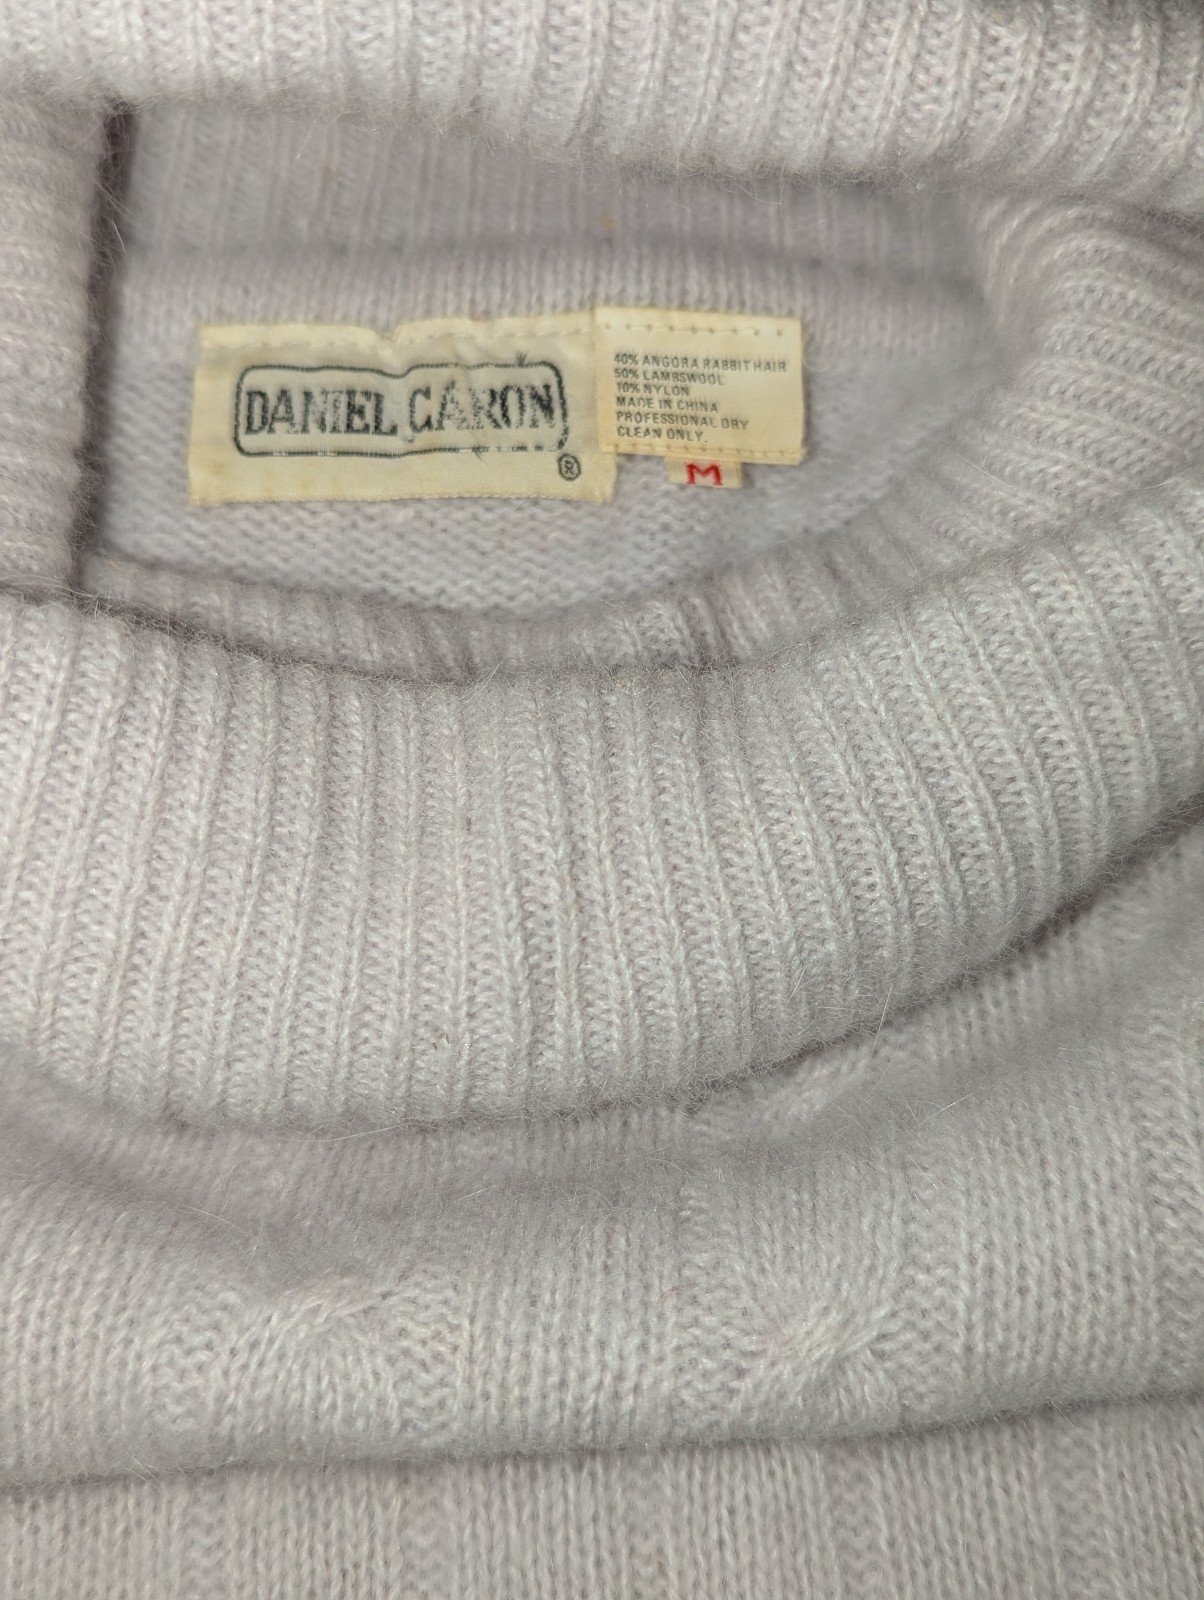 DANIEL CARON
®
40% ANGORA RABBIT HAIR
50% LAMBSWOOL
10% NYLON
MADE IN CHINA
PROFESSIONAL DRY
CLEAN ONLY.
M